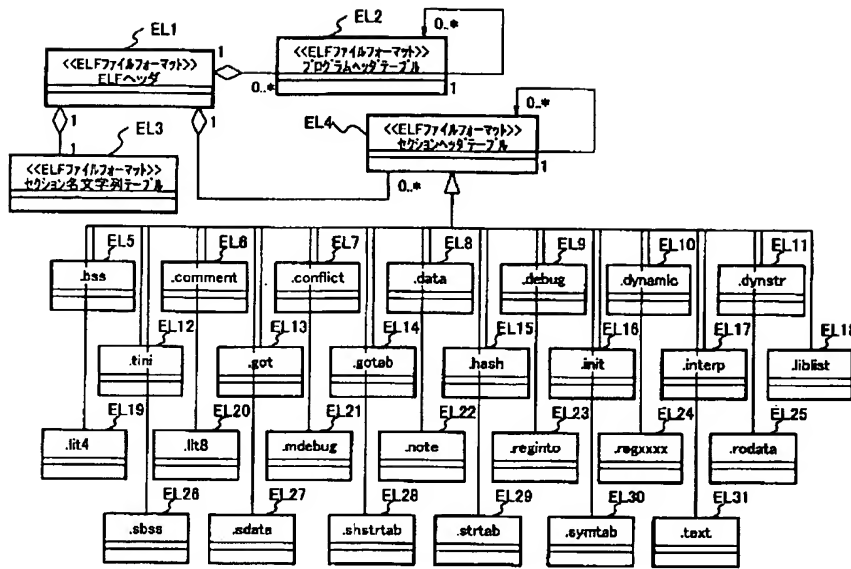 EL1
1
<<ELFファイルフォーマット>>
ELFヘッダ
EL2
0..*
<<ELFファイルフォーマット>>
プログラムヘッダテーブル
0..*
1
1
1
EL3
1
<<ELFファイルフォーマット>>
セクション名文字列テーブル
EL4
0..*
<<ELFファイルフォーマット>>
セクションヘッダテーブル
1
0..*
EL5
.bss
EL6
.comment
EL7
.conflict
EL8
.data
EL9
.debug
EL10
.dynamic
EL11
.dynstr
EL12
.tini
EL13
.got
EL14
.gotab
EL15
.hash
EL16
.init
EL17
.interp
EL18
.liblist
EL19
.lit4
EL20
.lit8
EL21
.mdebug
EL22
.note
EL23
.reginto
EL24
.regxxxx
EL25
.rodata
EL26
.sbss
EL27
.sdata
EL28
.shstrtab
EL29
.strtab
EL30
.symtab
EL31
.text